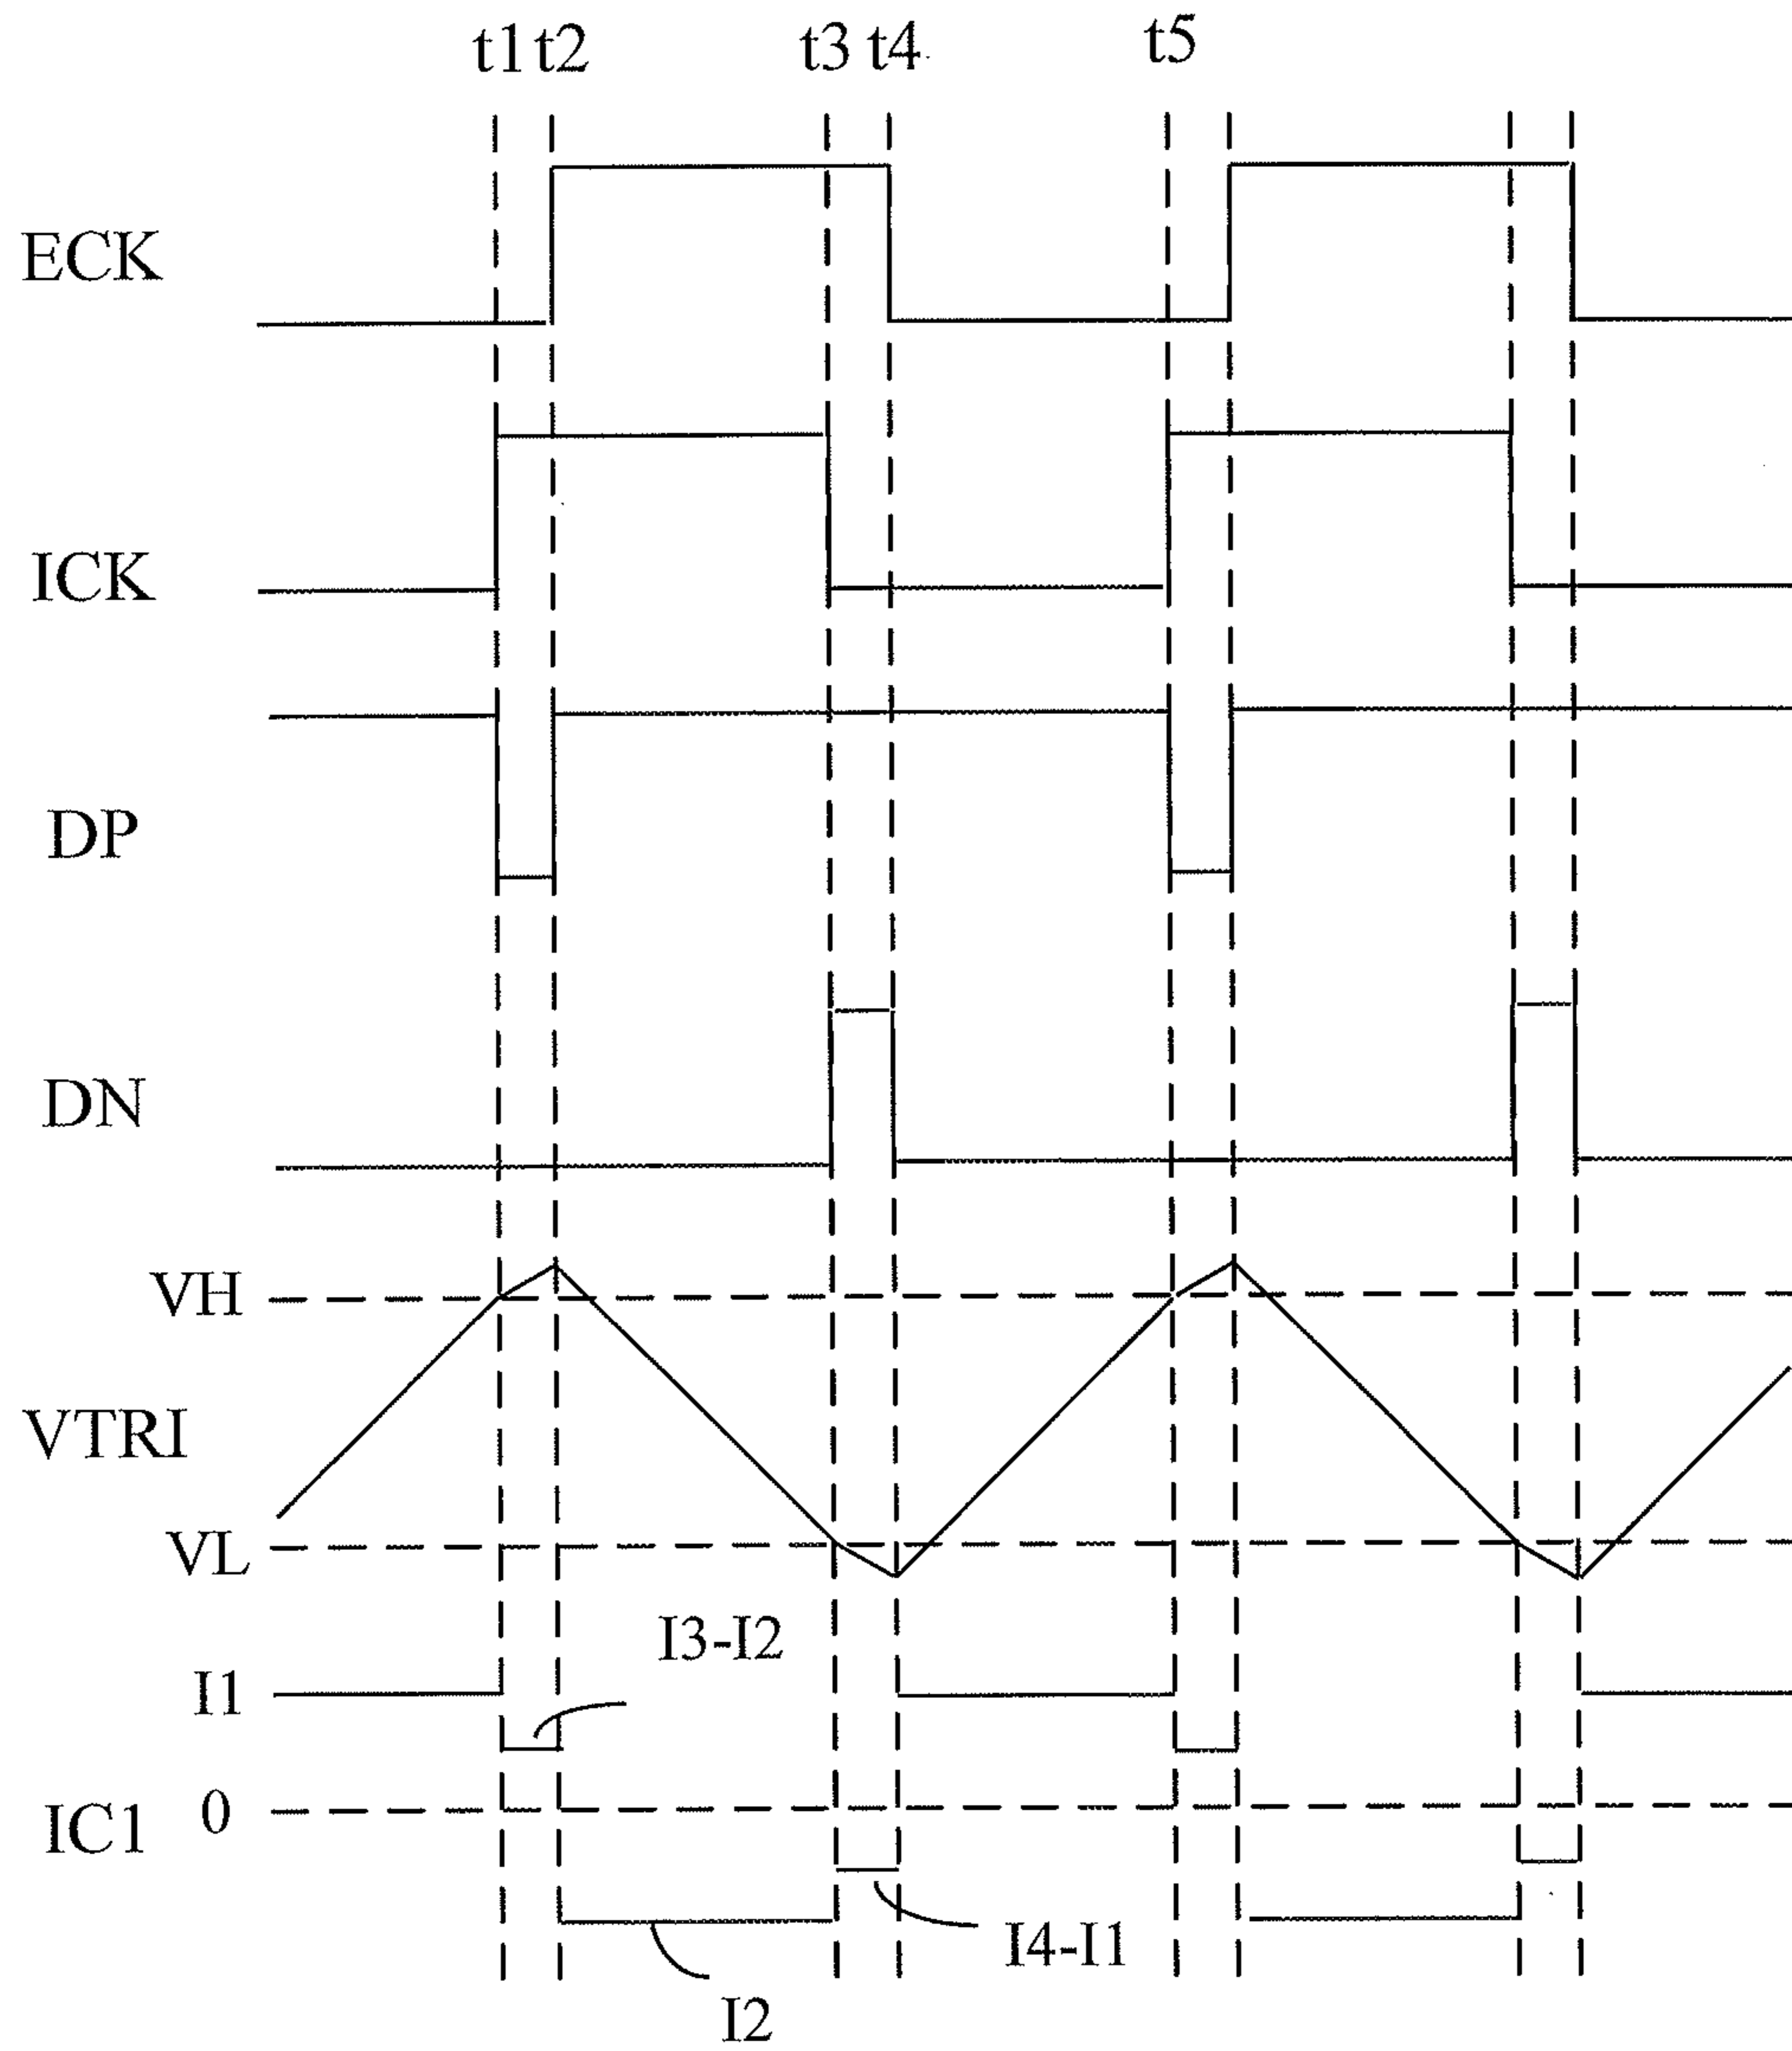 t1 t2 t3 t4 t5
ECK
ICK
DP
DN
VH
VTRI
VL
I3-I2
I1
IC1 0
I4-I1
I2